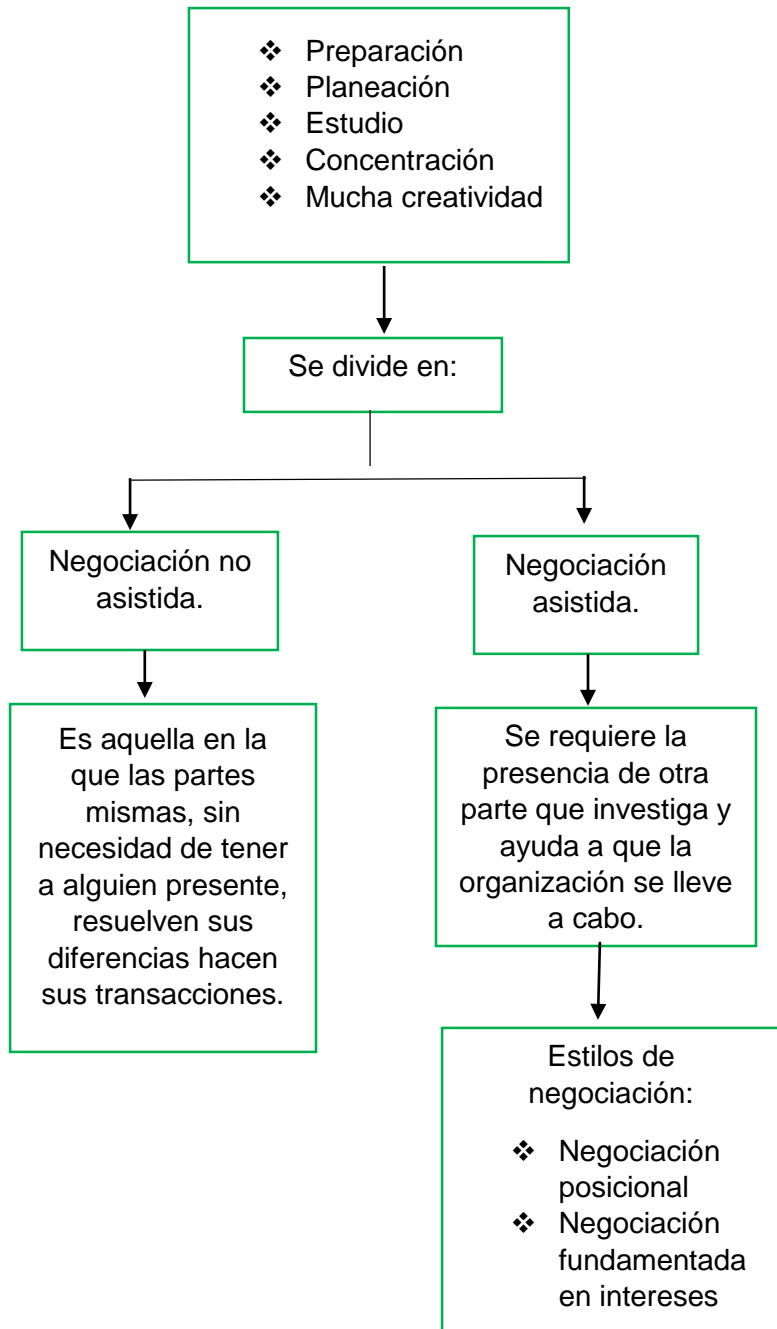 ❖ Preparación
❖ Planeación
❖ Estudio
❖ Concentración
❖ Mucha creatividad
Se divide en:
Negociación no
asistida.
Es aquella en la
que las partes
mismas, sin
necesidad de tener
a alguien presente,
resuelven sus
diferencias hacen
sus transacciones.
Negociación
asistida.
Se requiere la
presencia de otra
parte que investiga y
ayuda a que la
organización se lleve
a cabo.
Estilos de
negociación:
❖ Negociación
posicional
❖ Negociación
fundamentada
en intereses